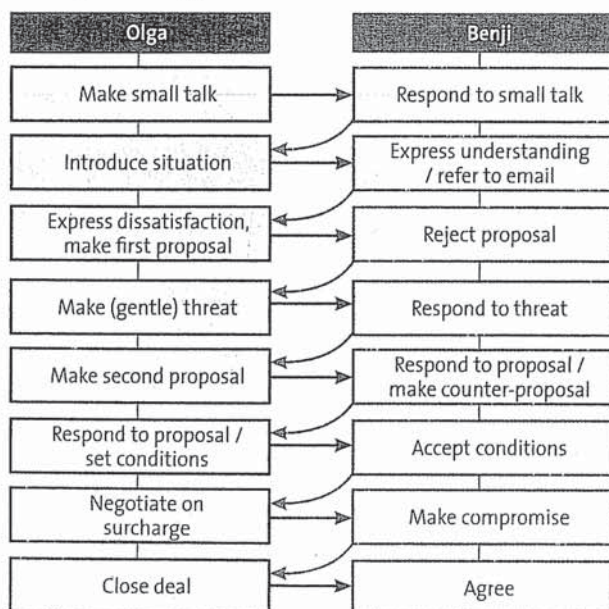 Olga
Benji
Make small talk
Respond to small talk
Introduce situation
Express understanding
/ refer to email
Express dissatisfaction,
make first proposal
Reject proposal
Make (gentle) threat
Respond to threat
Make second proposal
Respond to proposal /
make counter-proposal
Respond to proposal /
set conditions
Accept conditions
Negotiate on
surcharge
Make compromise
Close deal
Agree